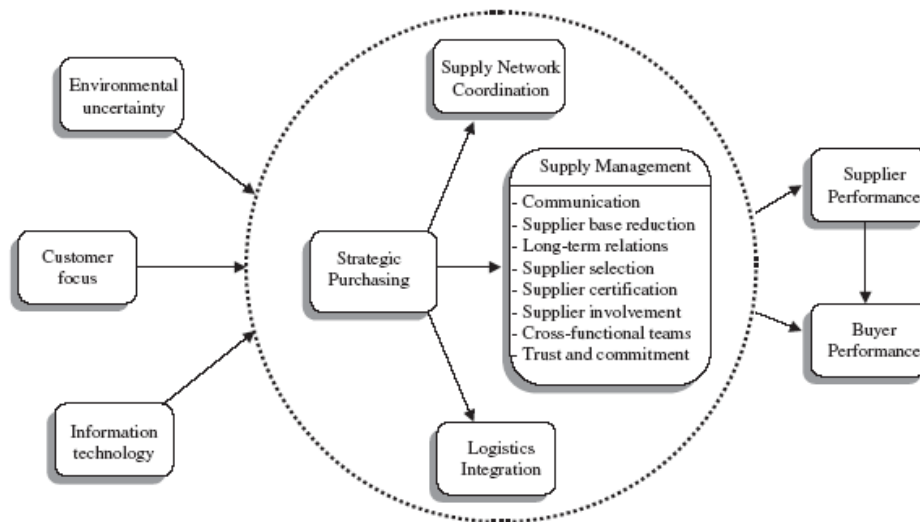 Environmental
uncertainty
Customer
focus
Information
technology
Supply Network
Coordination
Strategic
Purchasing
Logistics
Integration
Supply Management
- Communication
- Supplier base reduction
- Long-term relations
- Supplier selection
- Supplier certification
- Supplier involvement
- Cross-functional teams
- Trust and commitment
Supplier
Performance
Buyer
Performance